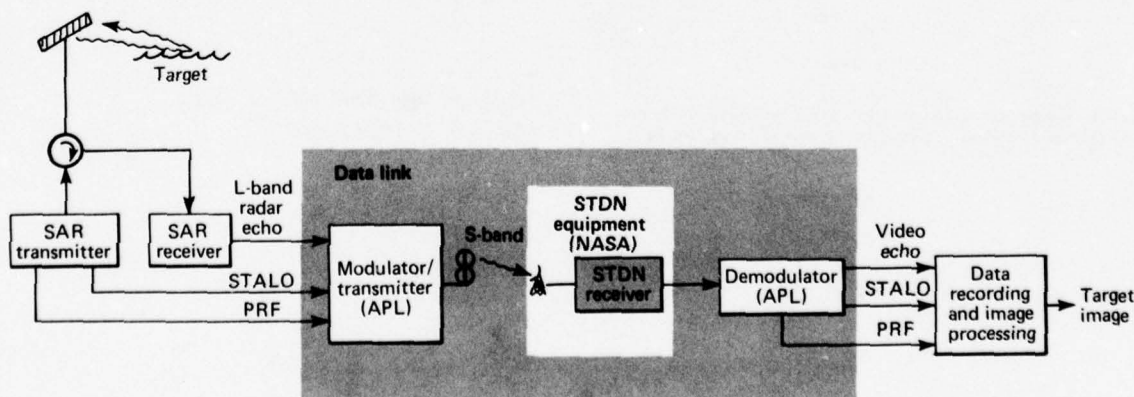 Target
SAR
transmitter
SAR
receiver
L-band
radar
echo
STALO
PRF
Data link
Modulator/
transmitter
(APL)
S-band
STDN
equipment
(NASA)
STDN
receiver
Demodulator
(APL)
Video
echo
STALO
PRF
Data
recording
and image
processing
Target
image